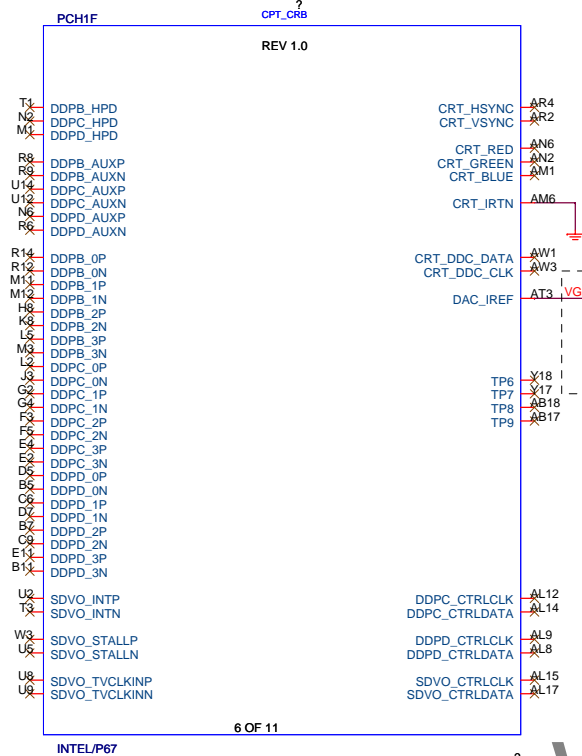 ?
PCH1F
CPT_CRB
REV 1.0
T1 DDPB_HPD CRT_HSYNC AR4
N2 DDPC_HPD CRT_VSYNC AR2
M1 DDPD_HPD
CRT_RED AN6
R8 DDPB_AUXP CRT_GREEN AN2
R9 DDPB_AUXN CRT_BLUE AM1
U14 DDPC_AUXP
U12 DDPC_AUXN CRT_IRTN AM6
N6 DDPD_AUXP
R6 DDPD_AUXN
R14 DDPB_0P CRT_DDC_DATA AW1
R12 DDPB_0N CRT_DDC_CLK AW3
M11 DDPB_1P
M12 DDPB_1N DAC_IREF AT3 VG
H8 DDPB_2P
K8 DDPB_2N
L5 DDPB_3P
M3 DDPB_3N
L2 DDPC_0P
J3 DDPC_0N TP6 Y18
G2 DDPC_1P TP7 Y17
G4 DDPC_1N TP8 AB18
F3 DDPC_2P TP9 AB17
F5 DDPC_2N
E4 DDPC_3P
E2 DDPC_3N
D5 DDPD_0P
B5 DDPD_0N
C6 DDPD_1P
D7 DDPD_1N
B7 DDPD_2P
C9 DDPD_2N
E11 DDPD_3P
B11 DDPD_3N
U2 SDVO_INTP DDPC_CTRLCLK AL12
T3 SDVO_INTN DDPC_CTRLDATA AL14
W3 SDVO_STALLP DDPD_CTRLCLK AL9
U5 SDVO_STALLN DDPD_CTRLDATA AL8
U8 SDVO_TVCLKINP SDVO_CTRLCLK AL15
U9 SDVO_TVCLKINN SDVO_CTRLDATA AL17
6 OF 11
INTEL/P67